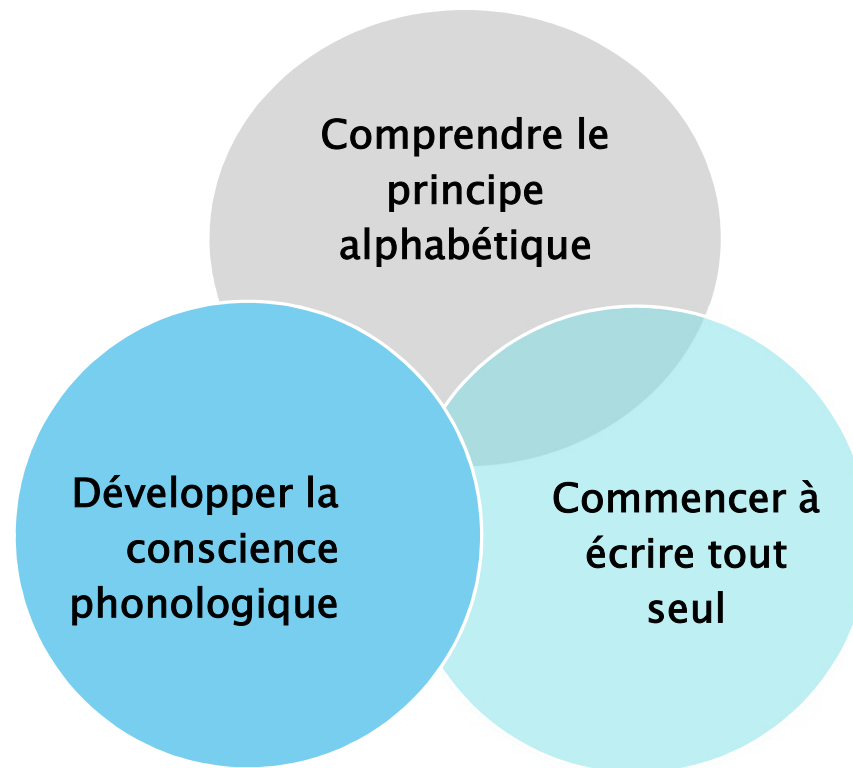 Comprendre le
principe
alphabétique
Développer la
conscience
phonologique
Commencer à
écrire tout
seul